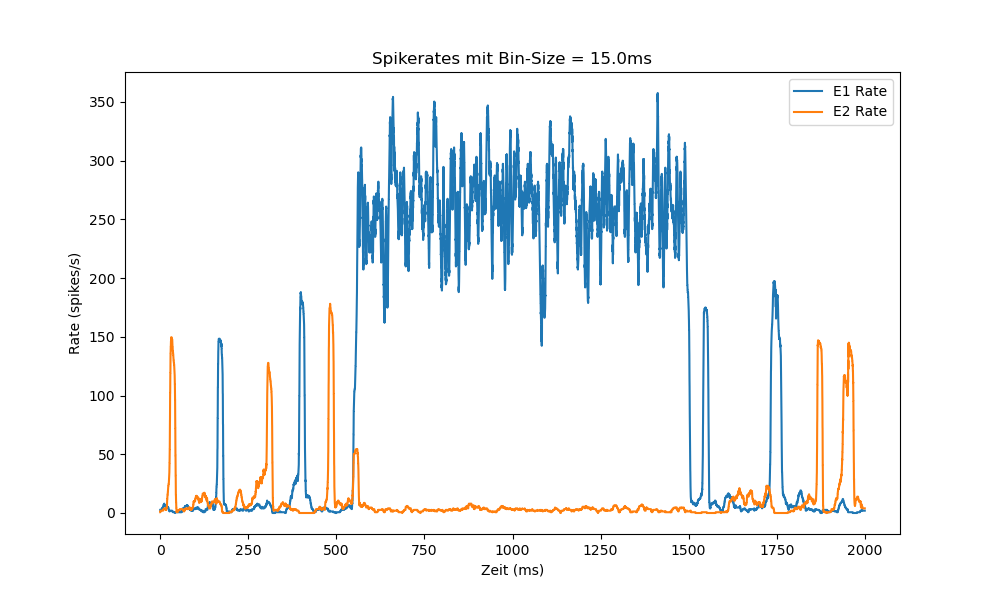 Spikerates mit Bin-Size = 15.0ms
E1 Rate
E2 Rate
350
300
250
200
150
100
50
0
Rate (spikes/s)
0 250 500 750 1000 1250 1500 1750 2000
Zeit (ms)